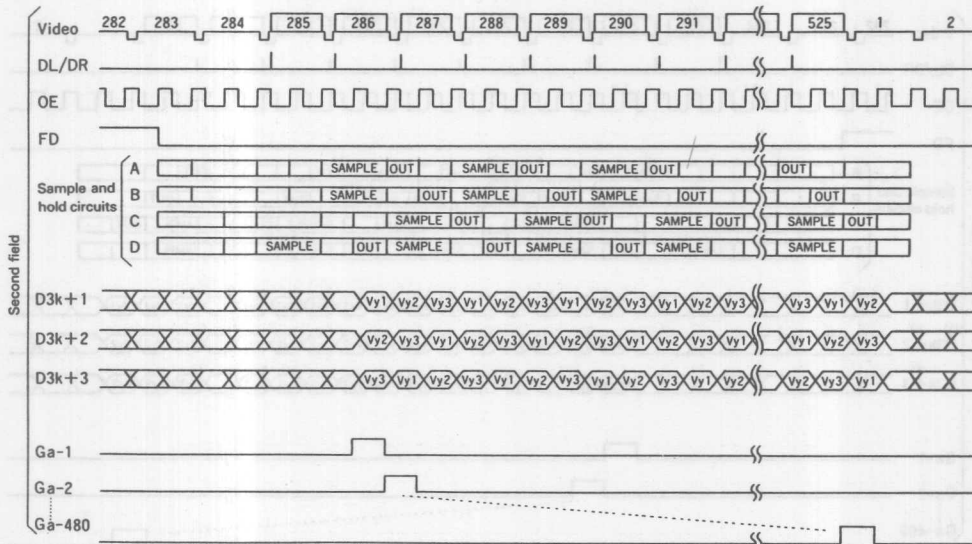 Second field
Video 282 283 284 285 286 287 288 289 290 291 525 1 2
DL/DR
OE
FD
Sample and
hold circuits
A SAMPLE OUT SAMPLE OUT SAMPLE OUT OUT
B SAMPLE OUT SAMPLE OUT SAMPLE OUT OUT
C SAMPLE OUT SAMPLE OUT SAMPLE OUT SAMPLE OUT
D SAMPLE OUT SAMPLE OUT SAMPLE OUT SAMPLE SAMPLE
D3k+1 Vy1 Vy2 Vy3 Vy1 Vy2 Vy3 Vy1 Vy2 Vy3 Vy1 Vy2 Vy3 Vy3 Vy1 Vy2
D3k+2 Vy2 Vy3 Vy1 Vy2 Vy3 Vy1 Vy2 Vy3 Vy1 Vy2 Vy3 Vy1 Vy1 Vy2 Vy3
D3k+3 Vy3 Vy1 Vy2 Vy3 Vy1 Vy2 Vy3 Vy1 Vy2 Vy3 Vy1 Vy2 Vy2 Vy3 Vy1
Ga-1
Ga-2
Ga-480